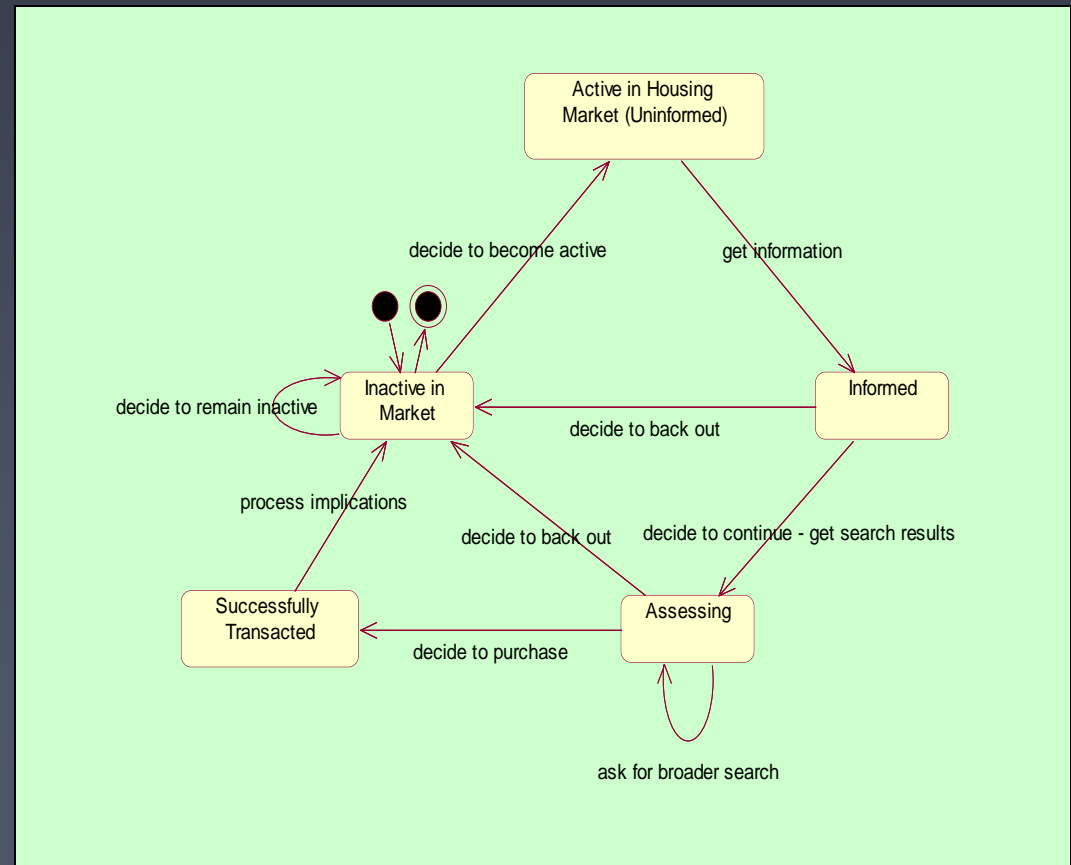 Active in Housing
Market (Uninformed)
decide to become active
get information
Inactive in
Market
Informed
decide to remain inactive
decide to back out
process implications
decide to back out
decide to continue - get search results
Successfully
Transacted
Assessing
decide to purchase
ask for broader search